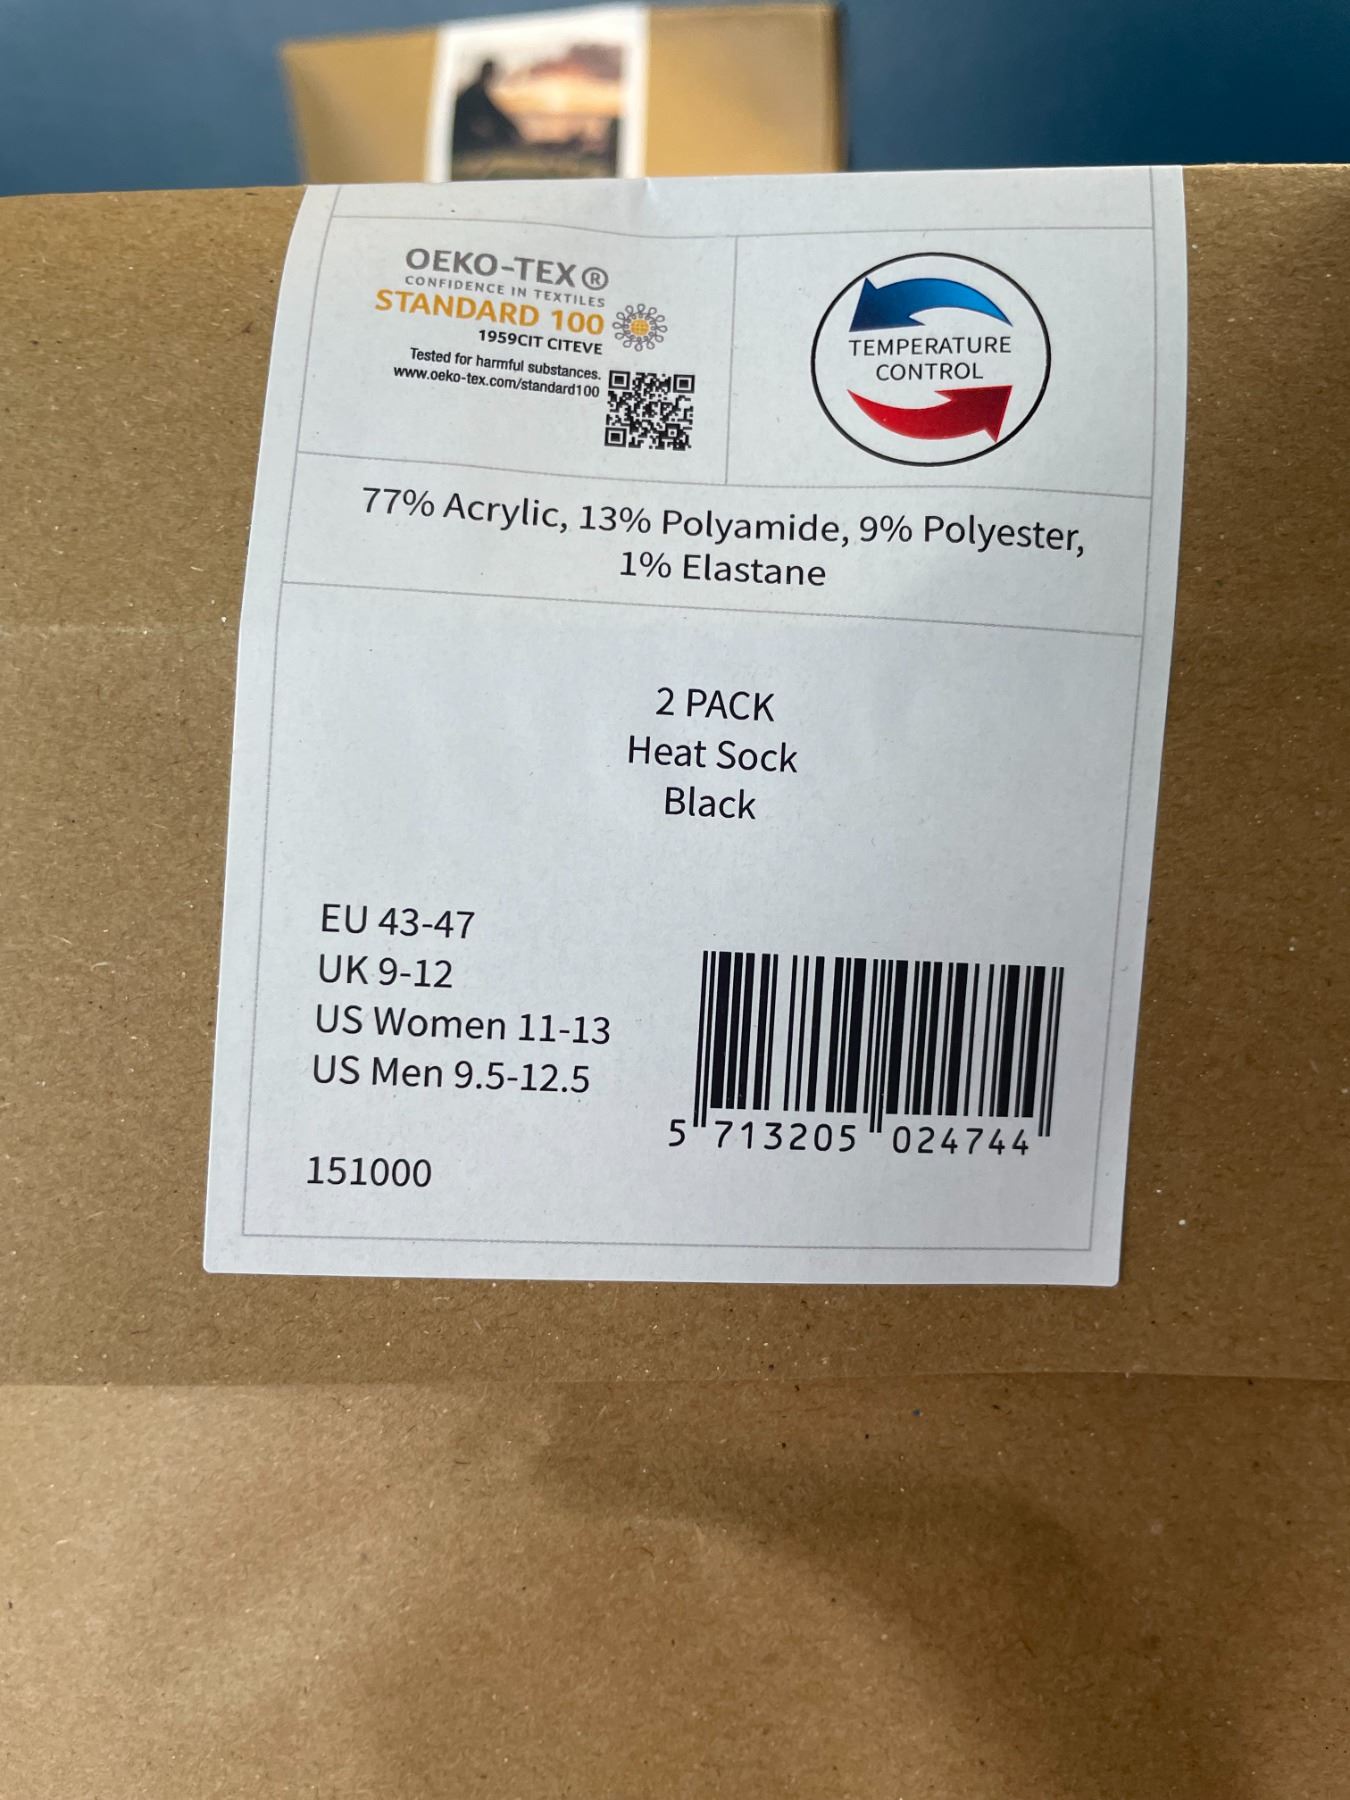 OEKO-TEX®
CONFIDENCE IN TEXTILES
STANDARD 100
1959CIT CITEVE
Tested for harmful substances.
www.oeko-tex.com/standard100
TEMPERATURE
CONTROL
77% Acrylic, 13% Polyamide, 9% Polyester,
1% Elastane
2 PACK
Heat Sock
Black
EU 43-47
UK 9-12
US Women 11-13
US Men 9.5-12.5
151000
5 713205 024744